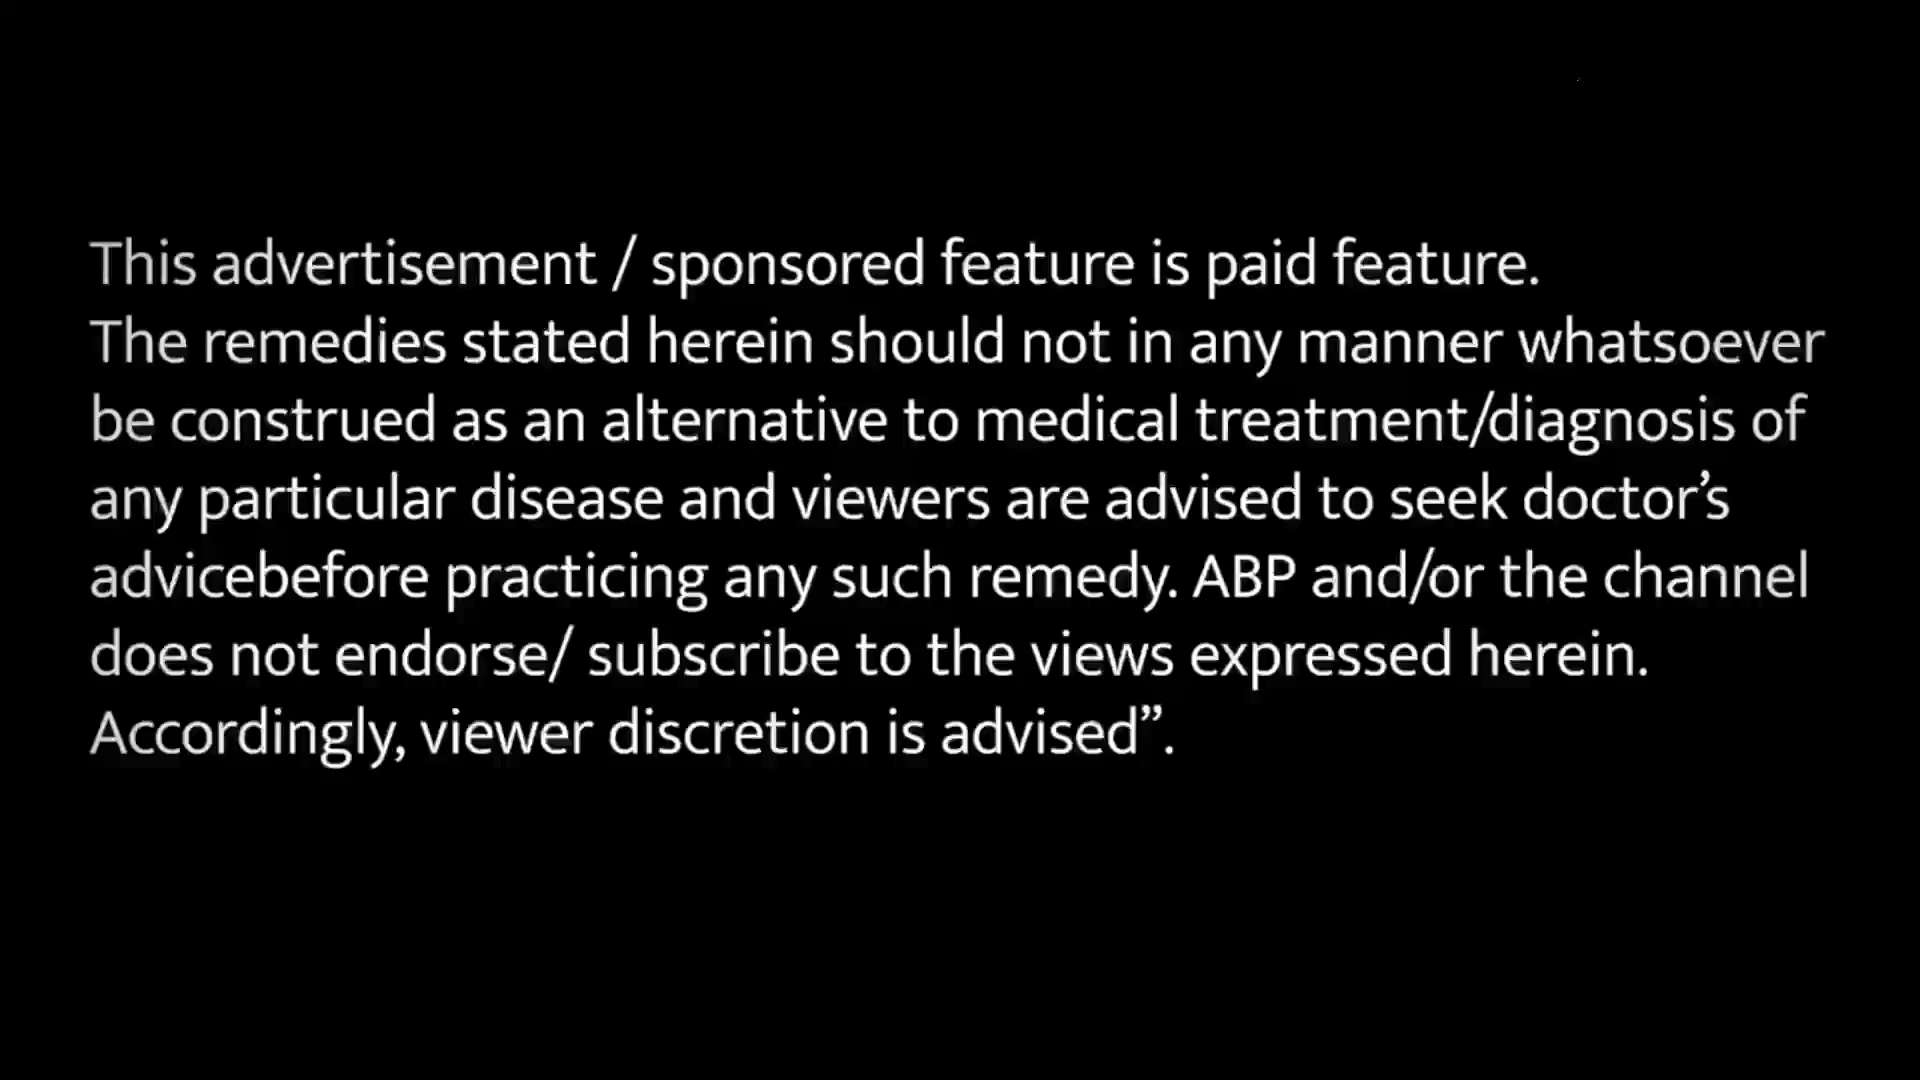 This advertisement / sponsored feature is paid feature.
The remedies stated herein should not in any manner whatsoever
be construed as an alternative to medical treatment/diagnosis of
any particular disease and viewers are advised to seek doctor’s
advicebefore practicing any such remedy. ABP and/or the channel
does not endorse/ subscribe to the views expressed herein.
Accordingly, viewer discretion is advised”.